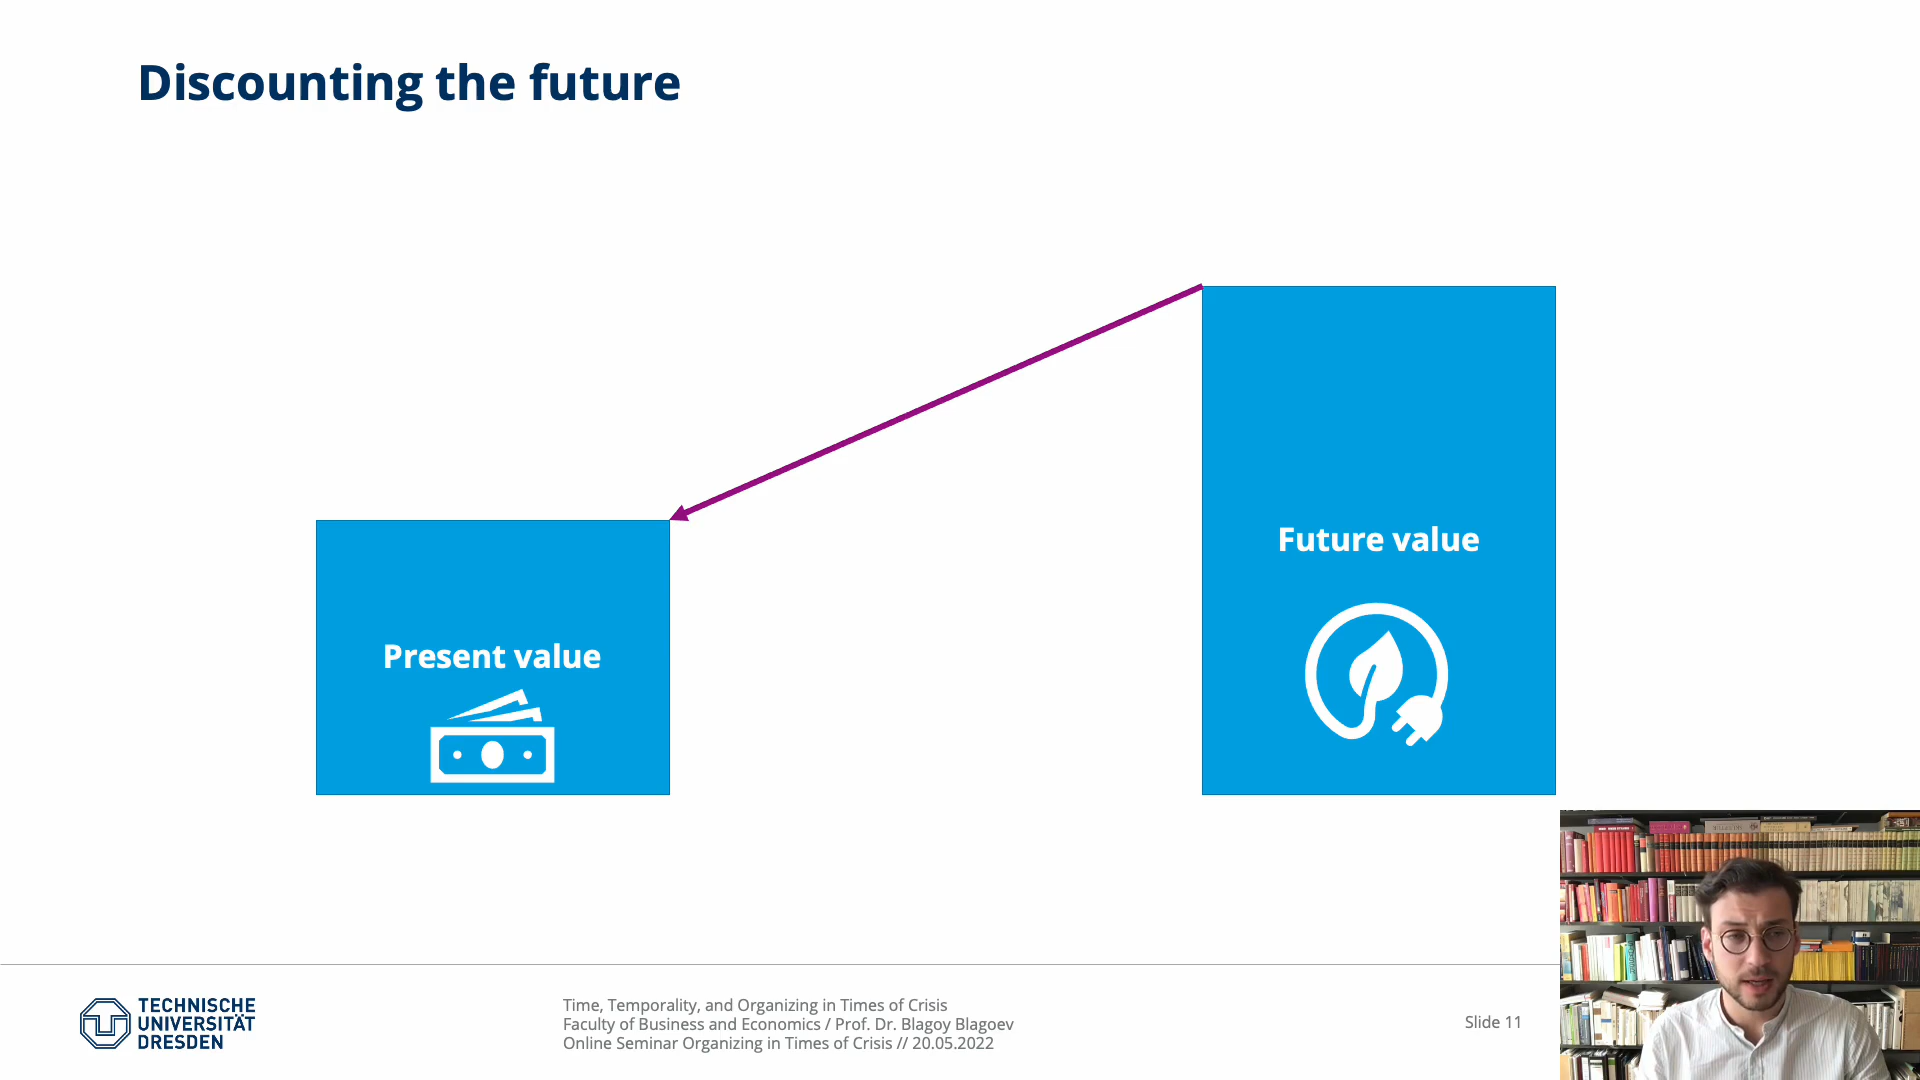 Discounting the future
Future value
Present value
TECHNISCHE
UNIVERSITÄT
DRESDEN
Time, Temporality, and Organizing in Times of Crisis
Faculty of Business and Economics / Prof. Dr. Blagoy Blagoev
Online Seminar Organizing in Times of Crisis // 20.05.2022
Slide 11